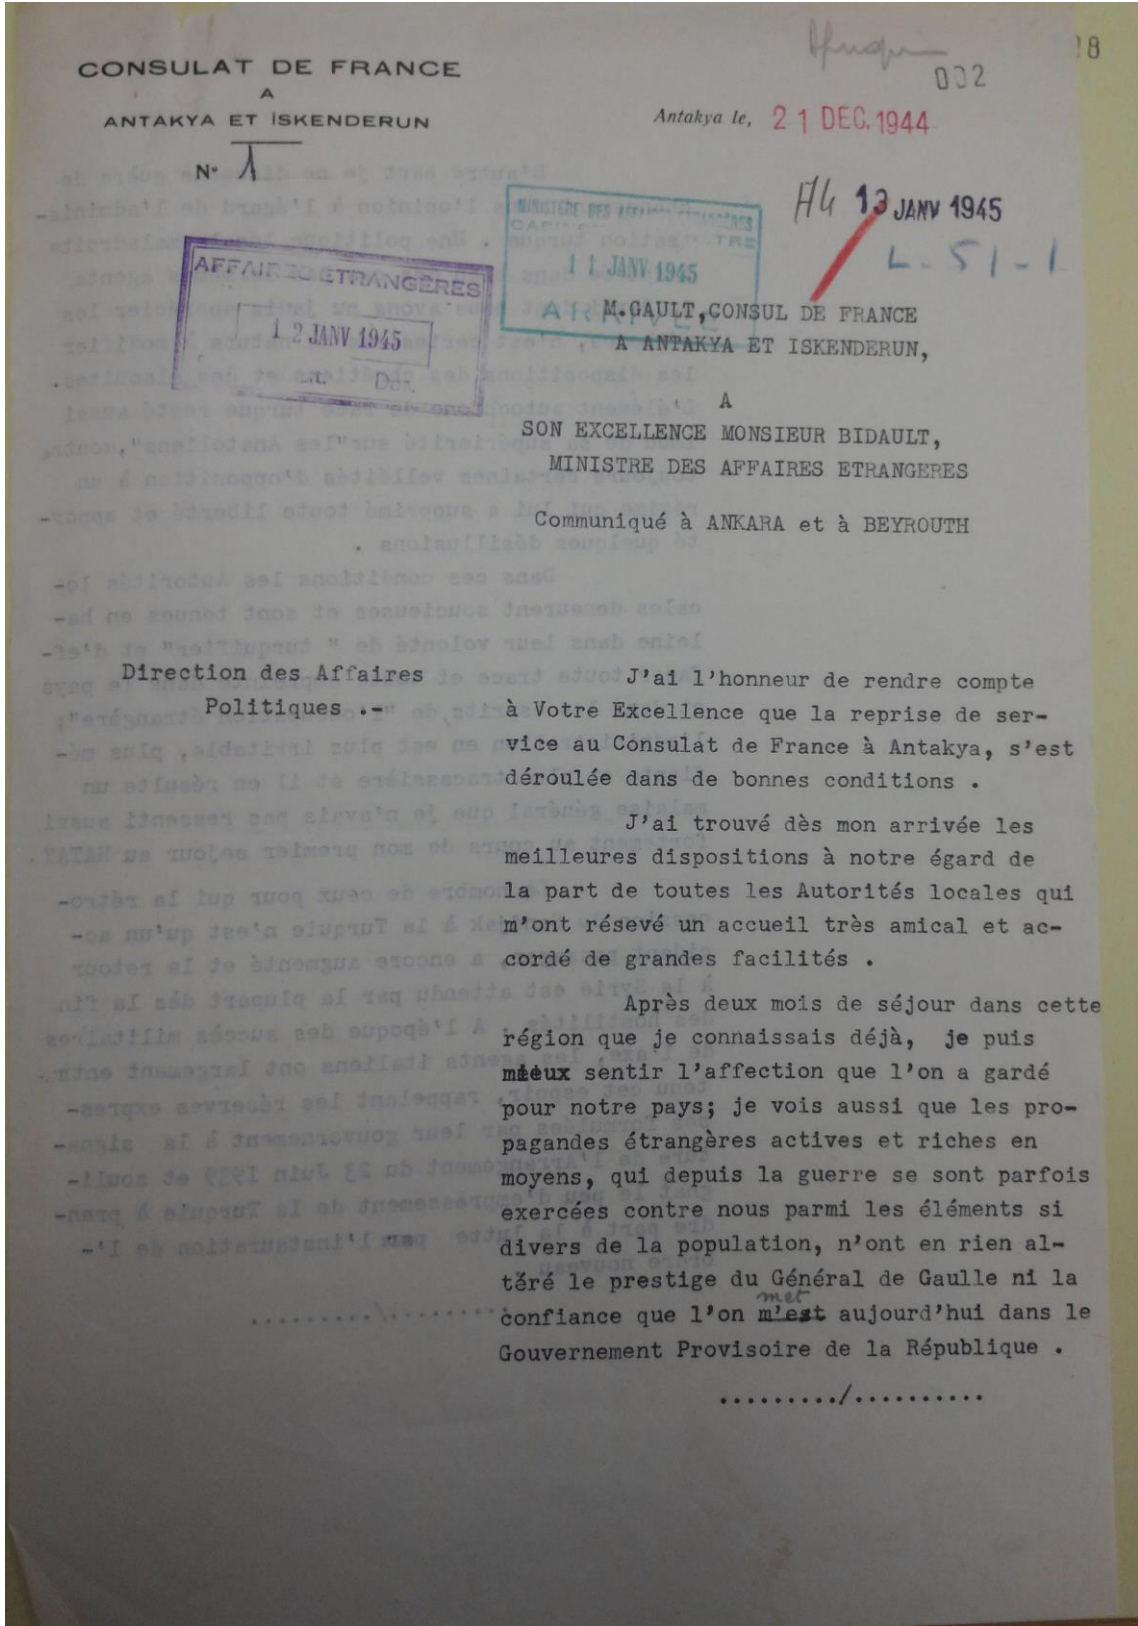 28
002
CONSULAT DE FRANCE
A
ANTAKYA ET İSKENDERUN
N° 1
Antakya le, 21 DEC. 1944
A4 13 JANV 1945
L-51-1
MINISTÈRE DES AFFAIRES ETRANGÈRES
11 JANV 1945
ARRIVÉE
AFFAIRES ETRANGÈRES
12 JANV 1945
M.GAULT,CONSUL DE FRANCE
A ANTAKYA ET ISKENDERUN,
A
SON EXCELLENCE MONSIEUR BIDAULT,
MINISTRE DES AFFAIRES ETRANGERES
Communiqué à ANKARA et à BEYROUTH
Direction des Affaires
Politiques .-
J'ai l'honneur de rendre compte
à Votre Excellence que la reprise de ser-
vice au Consulat de France à Antakya, s'est
déroulée dans de bonnes conditions .
J'ai trouvé dès mon arrivée les
meilleures dispositions à notre égard de
la part de toutes les Autorités locales qui
m'ont résevé un accueil très amical et ac-
cordé de grandes facilités .
Après deux mois de séjour dans cette
région que je connaissais déjà, je puis
mieux sentir l'affection que l'on a gardé
pour notre pays; je vois aussi que les pro-
pagandes étrangères actives et riches en
moyens, qui depuis la guerre se sont parfois
exercées contre nous parmi les éléments si
divers de la population, n'ont en rien al-
téré le prestige du Général de Gaulle ni la
met
confiance que l'on m'est aujourd'hui dans le
Gouvernement Provisoire de la République .
........./..........